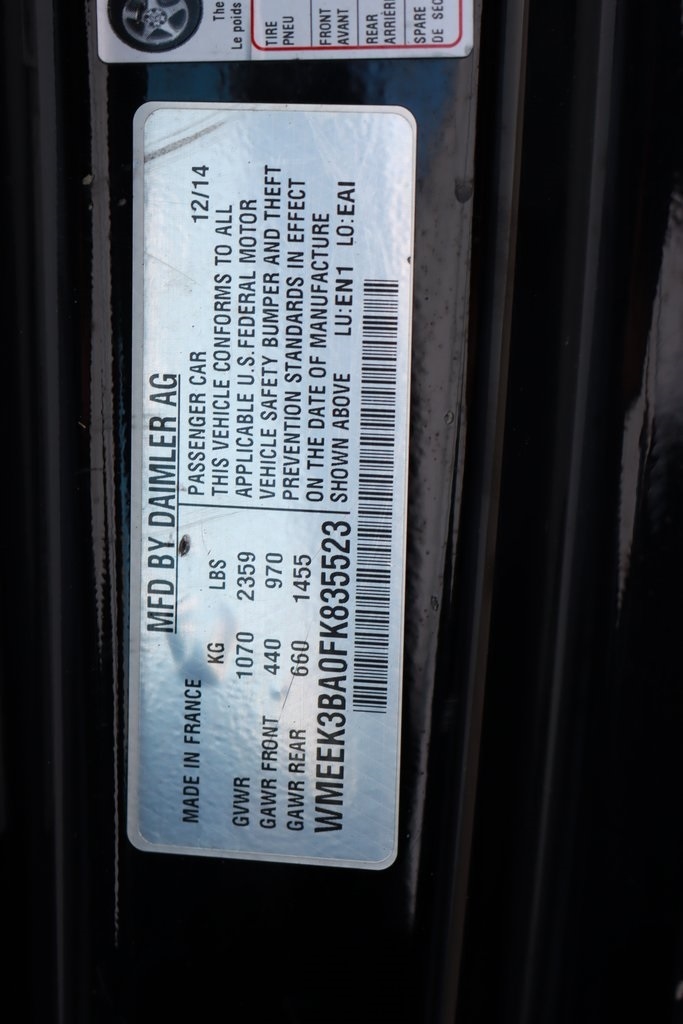 MFD BY DAIMLER AG
MADE IN FRANCE
KG LBS
GVWR 1070 2359
GAWR FRONT 440 970
GAWR REAR 660 1455
WMEEK3BA0FK835523
PASSENGER CAR 12/14
THIS VEHICLE CONFORMS TO ALL
APPLICABLE U.S. FEDERAL MOTOR
VEHICLE SAFETY BUMPER AND THEFT
PREVENTION STANDARDS IN EFFECT
ON THE DATE OF MANUFACTURE
SHOWN ABOVE LU:EN1 LO:EAI
The
Le poids
TIRE
PNEU
FRONT
AVANT
REAR
SPARE